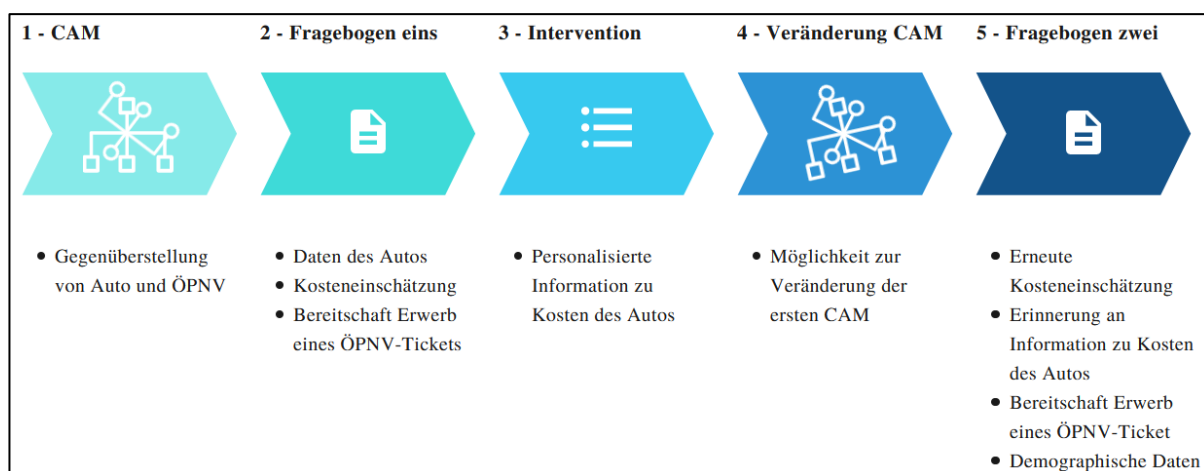 1 - CAM
2 - Fragebogen eins
3 - Intervention
4 - Veränderung CAM
5 - Fragebogen zwei
• Gegenüberstellung
von Auto und ÖPNV
• Daten des Autos
• Kosteneinschätzung
• Bereitschaft Erwerb
eines ÖPNV-Tickets
• Personalisierte
Information zu
Kosten des Autos
• Möglichkeit zur
Veränderung der
ersten CAM
• Erneute
Kosteneinschätzung
• Erinnerung an
Information zu Kosten
des Autos
• Bereitschaft Erwerb
eines ÖPNV-Ticket
• Demographische Daten